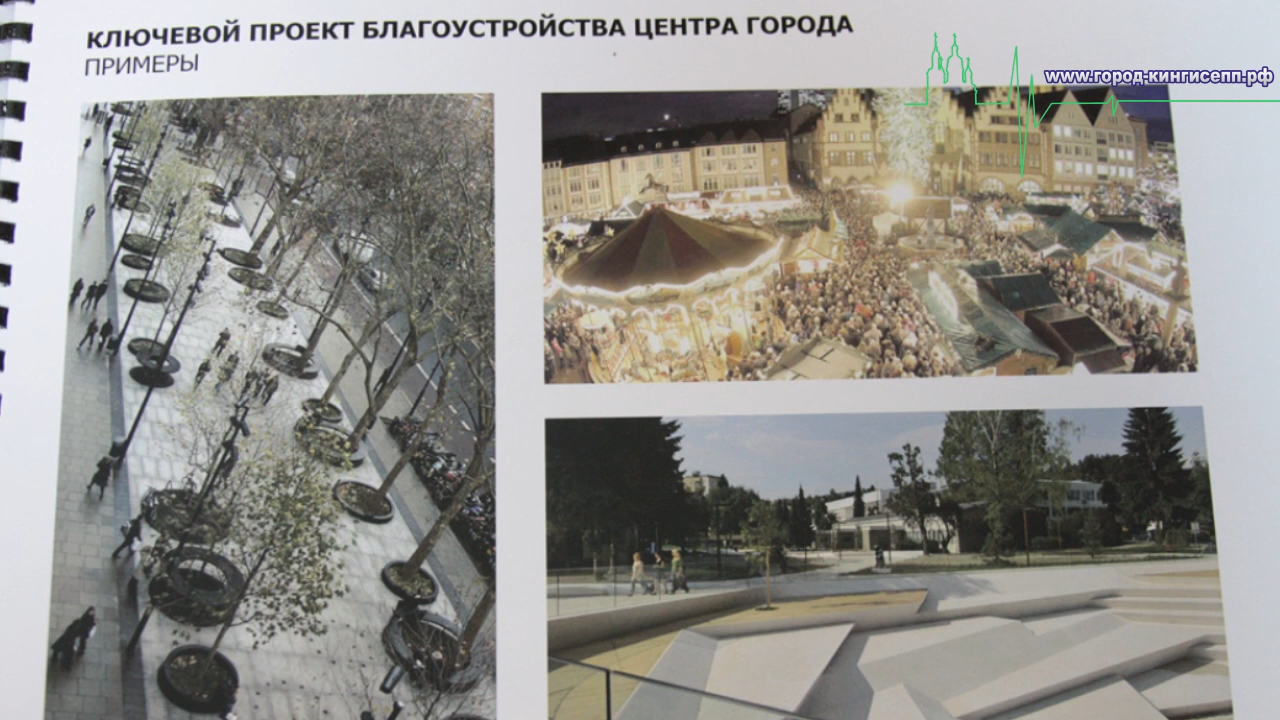 КЛЮЧЕВОЙ ПРОЕКТ БЛАГОУСТРОЙСТВА ЦЕНТРА ГОРОДА
ПРИМЕРЫ
www.город-кингисепп.рф